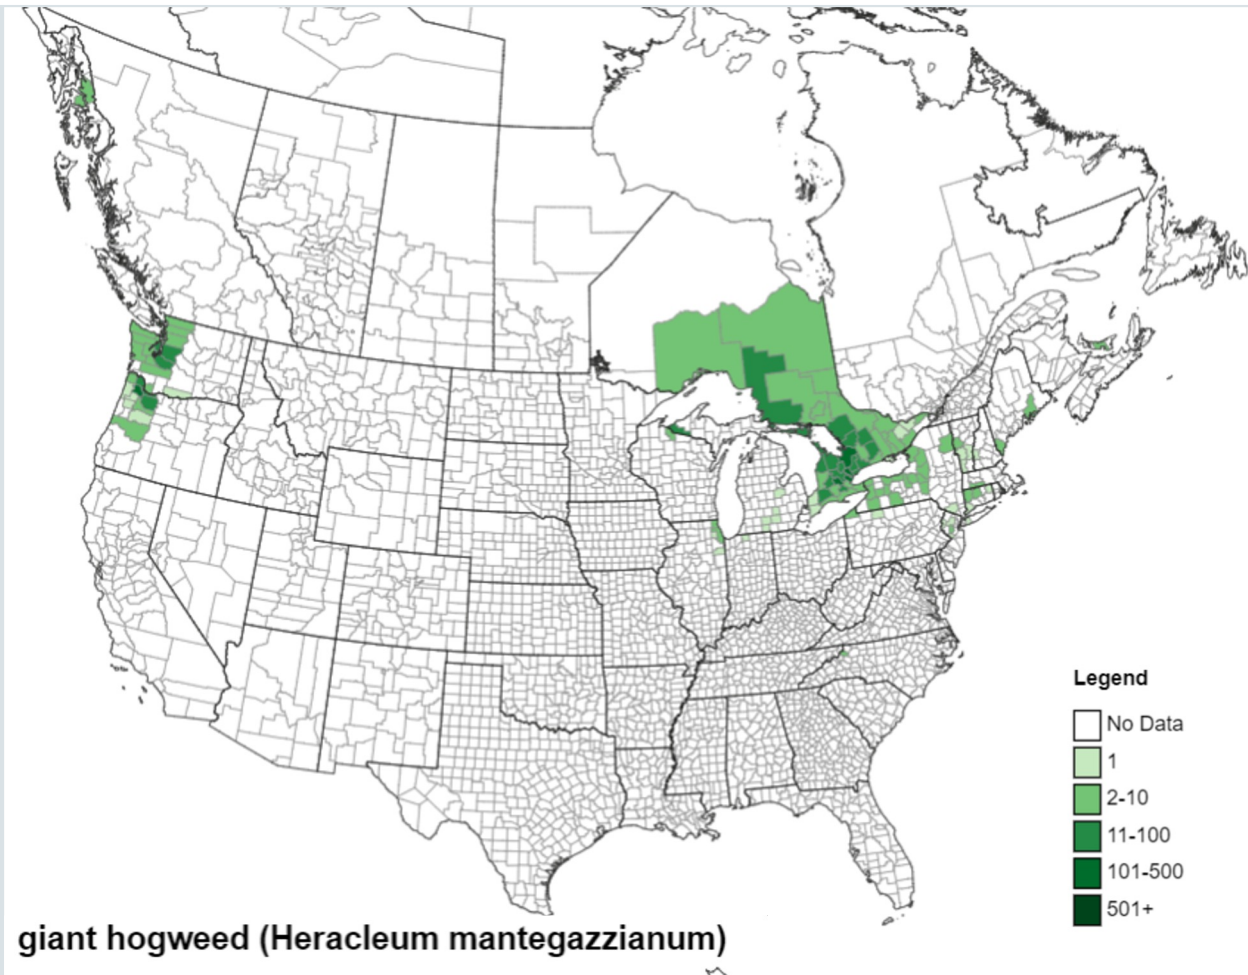 Legend
No Data
1
2-10
11-100
101-500
501+
giant hogweed (Heracleum mantegazzianum)